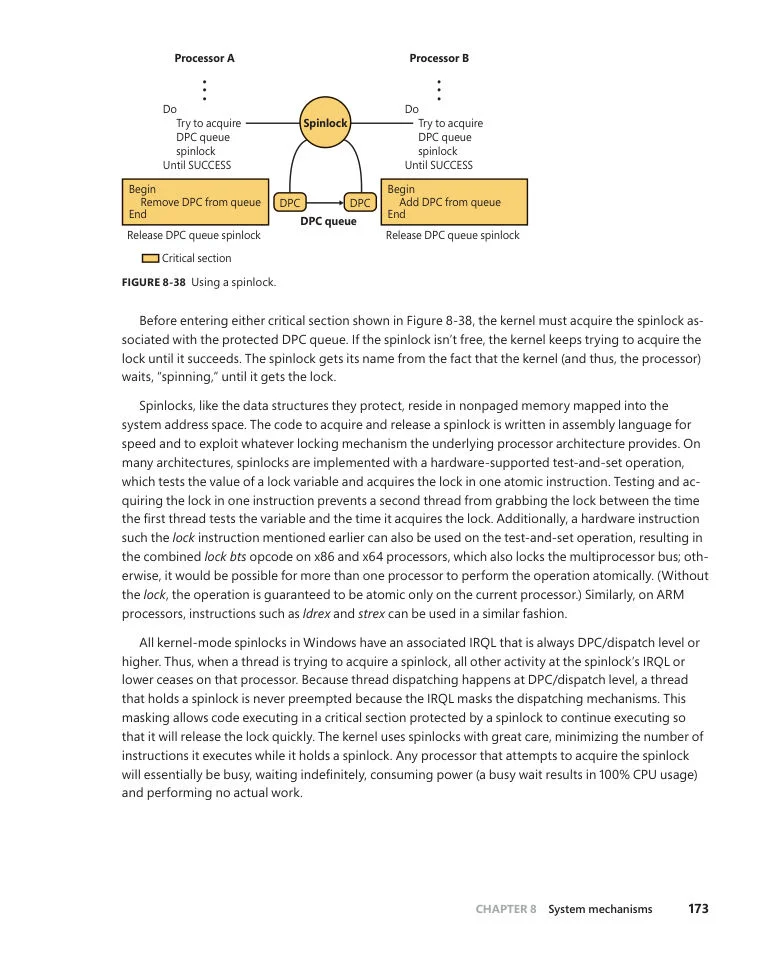 Processor A
Processor B
Do
Try to acquire
DPC queue
spinlock
Until SUCCESS
Spinlock
Do
Try to acquire
DPC queue
spinlock
Until SUCCESS
Begin
Remove DPC from queue
End
DPC
DPC
DPC queue
Begin
Add DPC from queue
End
Release DPC queue spinlock
Release DPC queue spinlock
Critical section
FIGURE 8-38 Using a spinlock.
Before entering either critical section shown in Figure 8-38, the kernel must acquire the spinlock as-
sociated with the protected DPC queue. If the spinlock isn’t free, the kernel keeps trying to acquire the
lock until it succeeds. The spinlock gets its name from the fact that the kernel (and thus, the processor)
waits, “spinning,” until it gets the lock.
Spinlocks, like the data structures they protect, reside in nonpaged memory mapped into the
system address space. The code to acquire and release a spinlock is written in assembly language for
speed and to exploit whatever locking mechanism the underlying processor architecture provides. On
many architectures, spinlocks are implemented with a hardware-supported test-and-set operation,
which tests the value of a lock variable and acquires the lock in one atomic instruction. Testing and ac-
quiring the lock in one instruction prevents a second thread from grabbing the lock between the time
the first thread tests the variable and the time it acquires the lock. Additionally, a hardware instruction
such the lock instruction mentioned earlier can also be used on the test-and-set operation, resulting in
the combined lock bts opcode on x86 and x64 processors, which also locks the multiprocessor bus; oth-
erwise, it would be possible for more than one processor to perform the operation atomically. (Without
the lock, the operation is guaranteed to be atomic only on the current processor.) Similarly, on ARM
processors, instructions such as ldrex and strex can be used in a similar fashion.
All kernel-mode spinlocks in Windows have an associated IRQL that is always DPC/dispatch level or
higher. Thus, when a thread is trying to acquire a spinlock, all other activity at the spinlock’s IRQL or
lower ceases on that processor. Because thread dispatching happens at DPC/dispatch level, a thread
that holds a spinlock is never preempted because the IRQL masks the dispatching mechanisms. This
masking allows code executing in a critical section protected by a spinlock to continue executing so
that it will release the lock quickly. The kernel uses spinlocks with great care, minimizing the number of
instructions it executes while it holds a spinlock. Any processor that attempts to acquire the spinlock
will essentially be busy, waiting indefinitely, consuming power (a busy wait results in 100% CPU usage)
and performing no actual work.
CHAPTER 8 System mechanisms 173